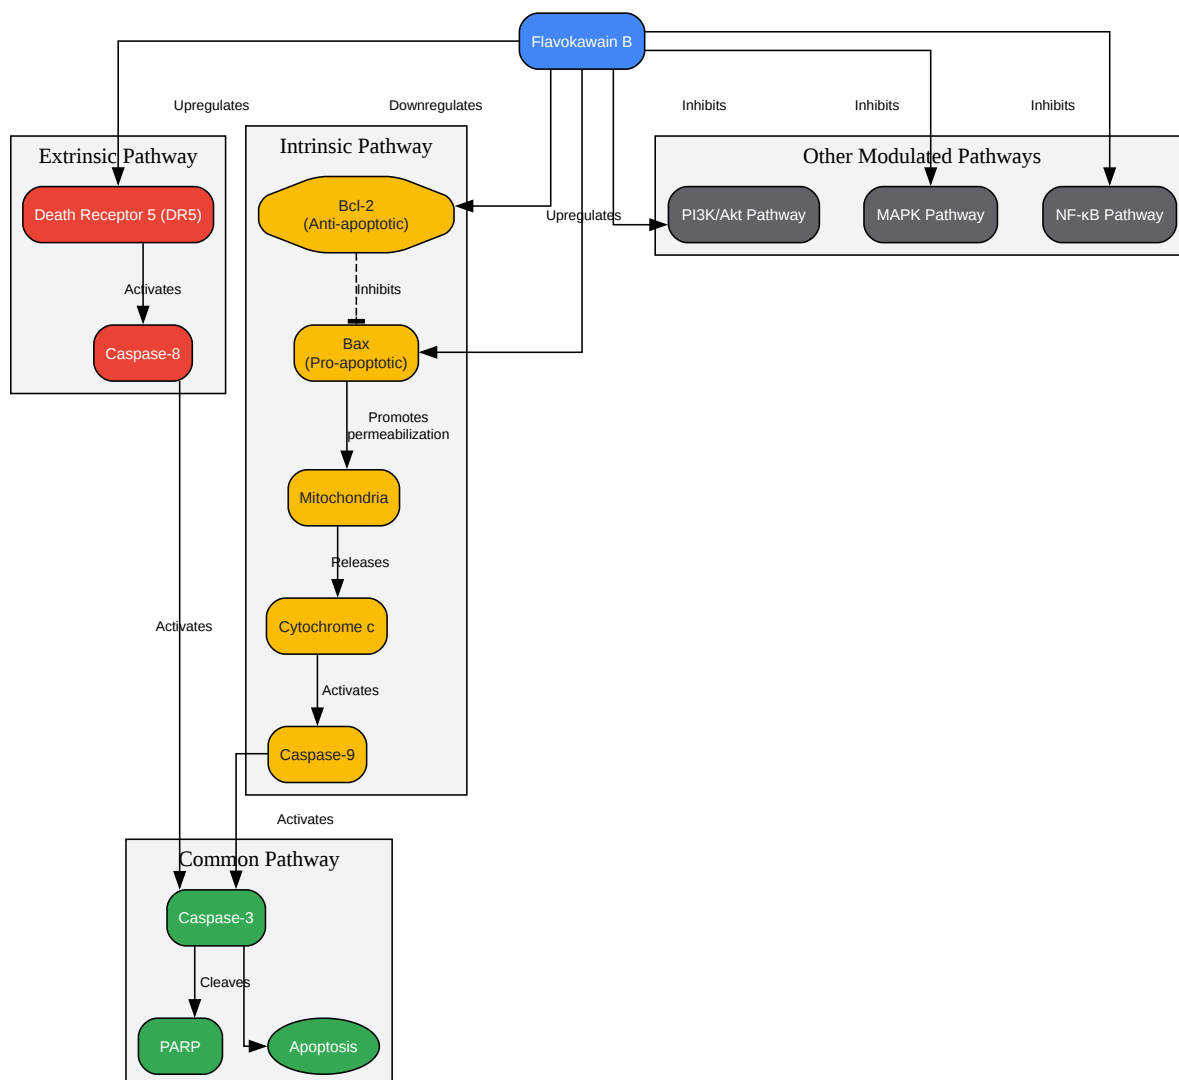 Flavokawain B
Upregulates
Downregulates
Inhibits
Inhibits
Inhibits
Extrinsic Pathway
Intrinsic Pathway
Other Modulated Pathways
Death Receptor 5 (DR5)
Bcl-2
(Anti-apoptotic)
Upregulates
PI3K/Akt Pathway
MAPK Pathway
NF-κB Pathway
Activates
Inhibits
Caspase-8
Bax
(Pro-apoptotic)
Promotes
permeabilization
Mitochondria
Releases
Activates
Cytochrome c
Activates
Caspase-9
Activates
Common Pathway
Caspase-3
Cleaves
PARP
Apoptosis